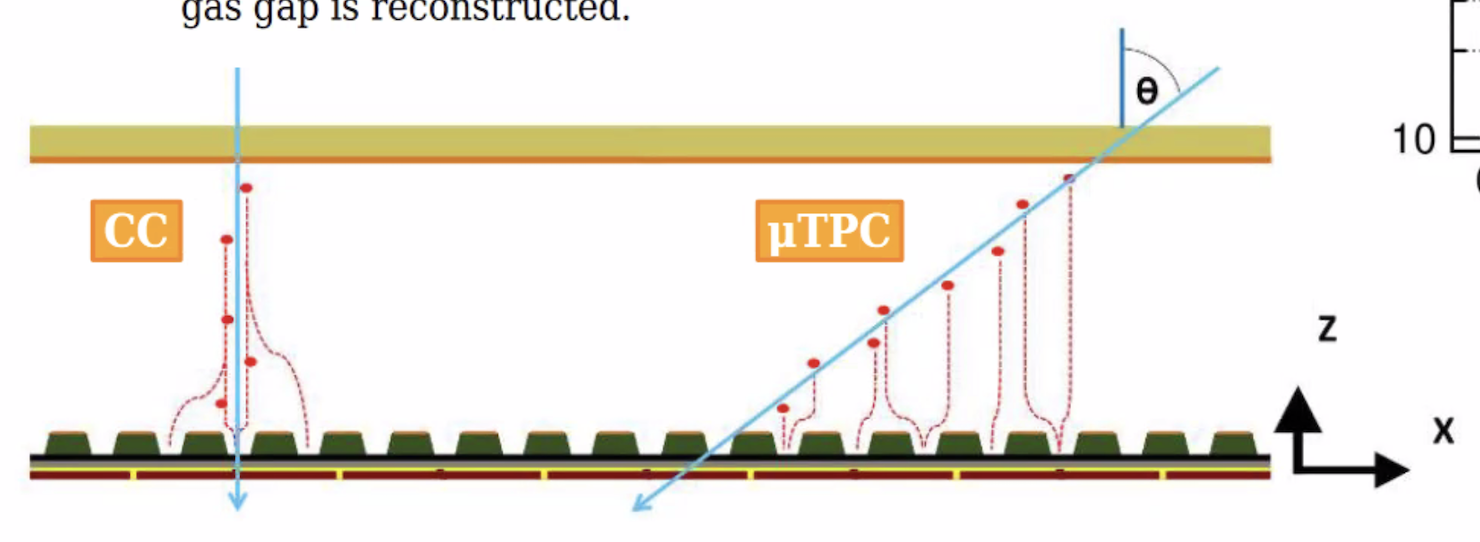 gas gap is reconstructed.
θ
10
CC
μTPC
z
x